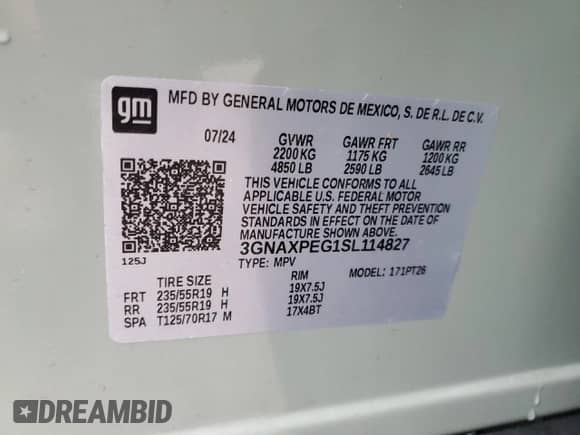 gm
MFD BY GENERAL MOTORS DE MEXICO, S. DE R.L. DE C.V.
07/24 GVWR GAWR FRT GAWR RR
2200 KG 1175 KG 1200 KG
4850 LB 2590 LB 2645 LB
THIS VEHICLE CONFORMS TO ALL
APPLICABLE U.S. FEDERAL MOTOR
VEHICLE SAFETY AND THEFT PREVENTION
STANDARDS IN EFFECT ON THE DATE OF
MANUFACTURE SHOWN ABOVE.
3GNAXPEG1SL114827
125J
TYPE: MPV MODEL: 171PT26
TIRE SIZE RIM
FRT 235/55R19 H 19X7.5J
RR 235/55R19 H 19X7.5J
SPA T125/70R17 M 17X4BT
DREAMBID